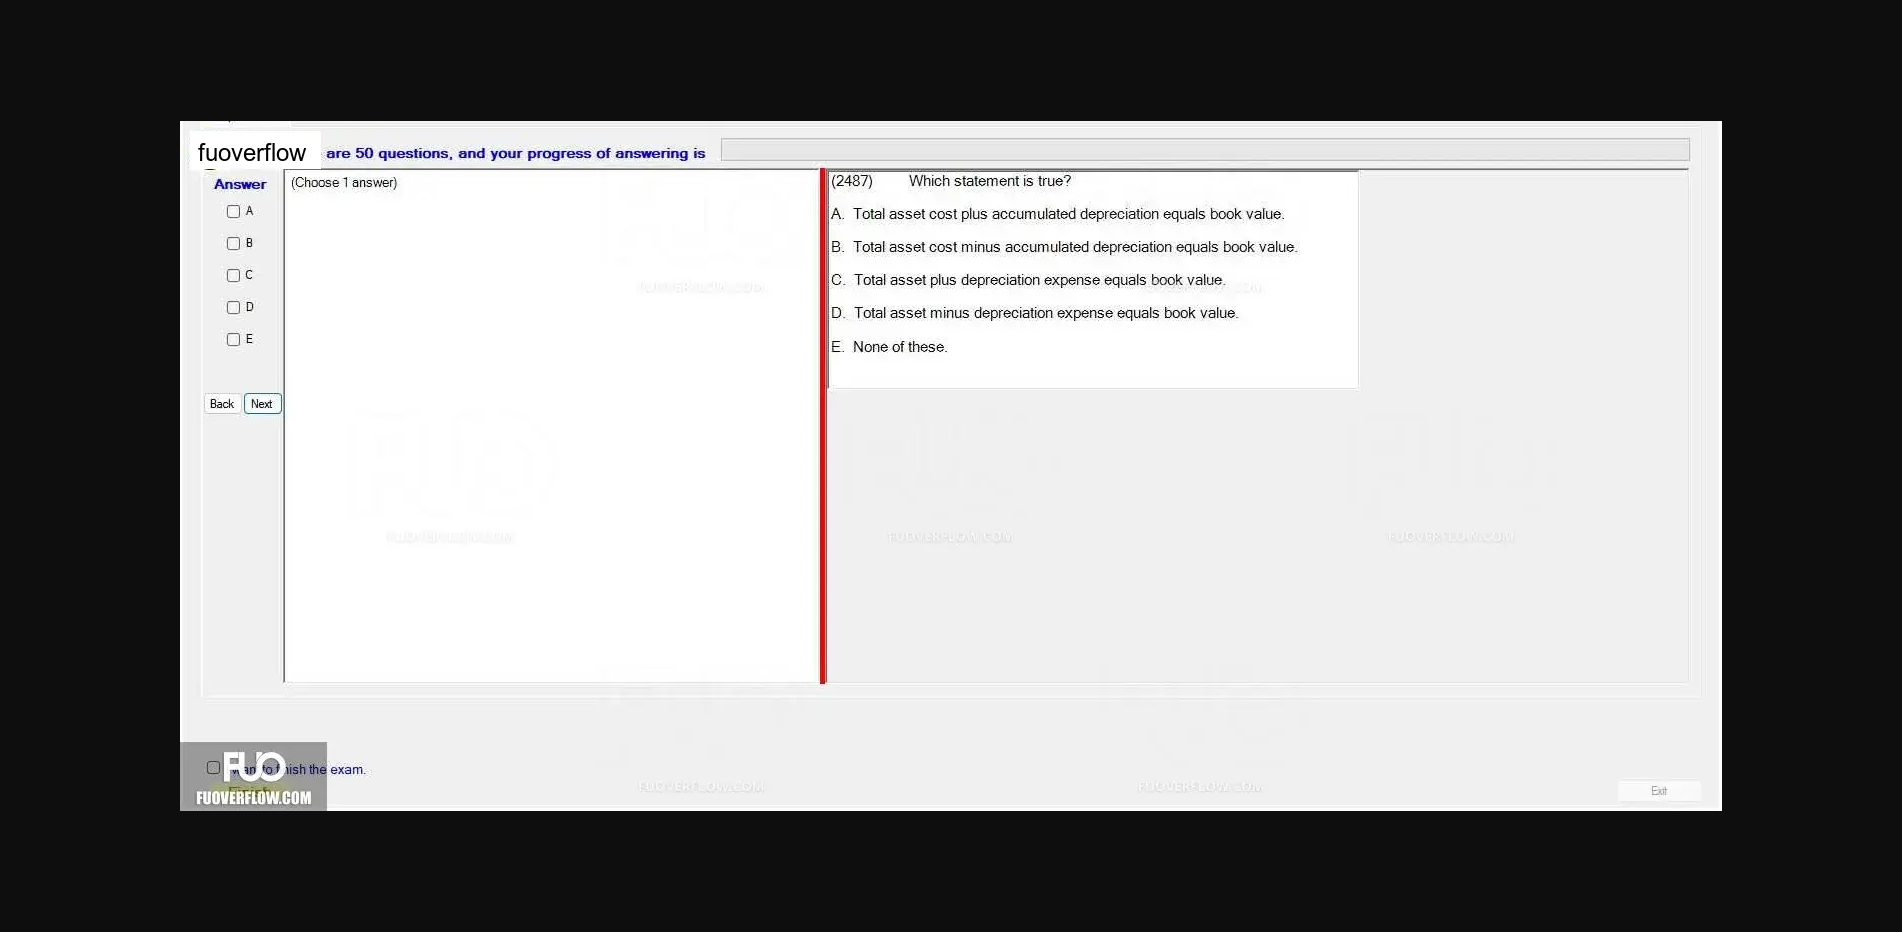 fuoverflow are 50 questions, and your progress of answering is
Answer
(Choose 1 answer)
A
B
C
D
E
Back Next
(2487) Which statement is true?
A. Total asset cost plus accumulated depreciation equals book value.
B. Total asset cost minus accumulated depreciation equals book value.
C. Total asset plus depreciation expense equals book value.
D. Total asset minus depreciation expense equals book value.
E. None of these.
FUOVERFLOW.COM
FUOVERFLOW.COM
FUOVERFLOW.COM
FUOVERFLOW.COM
FUOVERFLOW.COM
FUO
to the exam.
FUOVERFLOW.COM
FUOVERFLOW.COM
FUOVERFLOW.COM
Exit